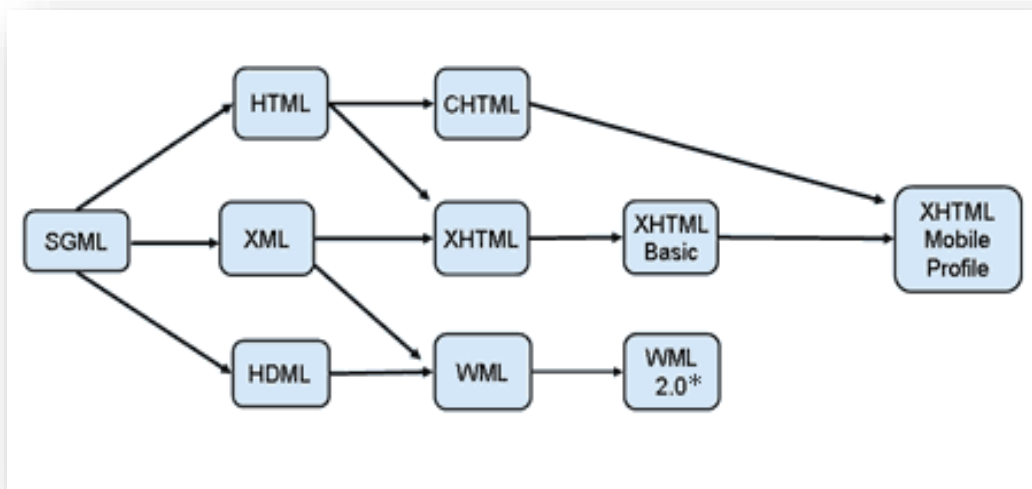 HTML
CHTML
SGML
XML
XHTML
XHTML
Basic
XHTML
Mobile
Profile
HDML
WML
WML
2.0*